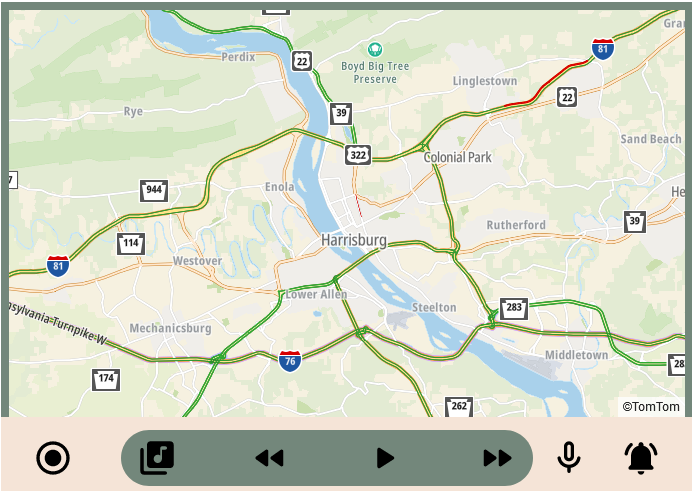 Gran
81
Perdix
22
Boyd Big Tree
Preserve
Linglestown
22
Rye
39
Sand Beach
322
Colonial Park
7
944
Enola
He
39
114
Rutherford
Harrisburg
81
Westover
Lower Allen
nsylvania-Turnpike W
Steelton
283
Mechanicsburg
76
Middletown
28
174
262
©TomTom